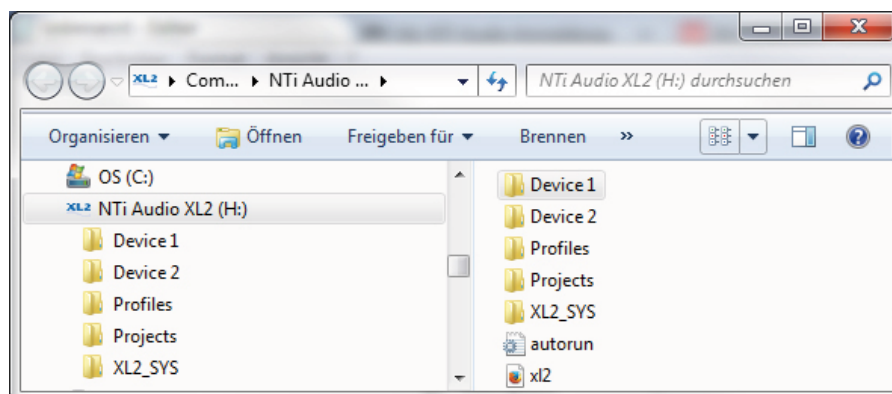 XL2 Com... NTi Audio ... NTi Audio XL2 (H:) durchsuchen
Organisieren Öffnen Freigeben für Brennen »
OS (C:)
XL2 NTi Audio XL2 (H:)
Device 1
Device 2
Profiles
Projects
XL2_SYS
Device 1
Device 2
Profiles
Projects
XL2_SYS
autorun
xl2